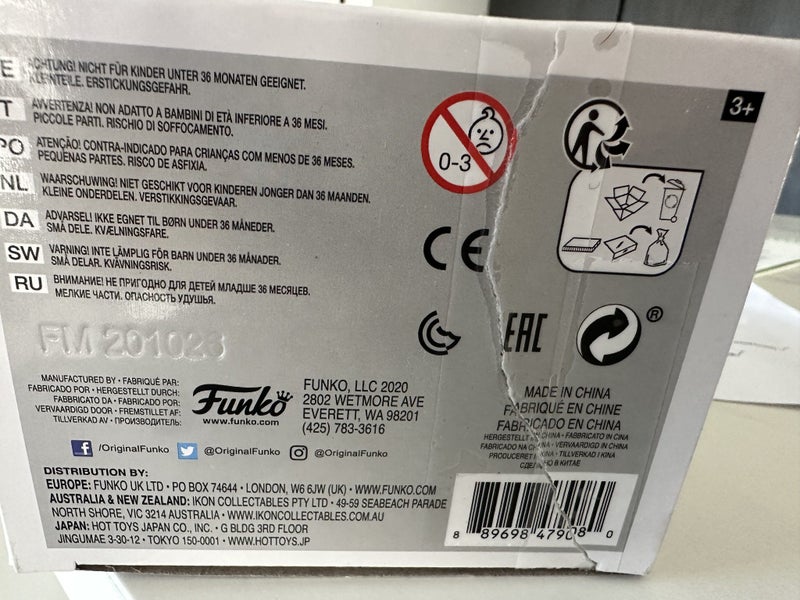 E ACHTUNG! NICHT FÜR KINDER UNTER 36 MONATEN GEEIGNET.
KLEINTEILE. ERSTICKUNGSGEFAHR.
T AVVERTENZA! NON ADATTO A BAMBINI DI ETÀ INFERIORE A 36 MESI.
PICCOLE PARTI. RISCHIO DI SOFFOCAMENTO.
PO ATENÇÃO! CONTRA-INDICADO PARA CRIANÇAS COM MENOS DE 36 MESES.
PEQUENAS PARTES. RISCO DE ASFIXIA.
NL WAARSCHUWING! NIET GESCHIKT VOOR KINDEREN JONGER DAN 36 MAANDEN.
KLEINE ONDERDELEN. VERSTIKKINGSGEVAAR.
DA ADVARSEL! IKKE EGNET TIL BØRN UNDER 36 MÅNEDER.
SMÅ DELE. KVÆLNINGSFARE.
SW VARNING! INTE LÄMPLIG FÖR BARN UNDER 36 MÅNADER.
SMÅ DELAR. KVÄVNINGSRISK.
RU ВНИМАНИЕ! НЕ ПРИГОДНО ДЛЯ ДЕТЕЙ МЛАДШЕ 36 МЕСЯЦЕВ.
МЕЛКИЕ ЧАСТИ. ОПАСНОСТЬ УДУШЬЯ.
0-3
3+
CE
EAC
®
FM 201023
MANUFACTURED BY • FABRIQUÉ PAR:
FABRICADO POR • HERGESTELLT DURCH:
FABBRICATO DA • FABRICADO POR:
VERVAARDIGD DOOR • FREMSTILLET AF:
TILLVERKAD AV • ПРОИЗВОДИТЕЛЬ:
Funko
www.funko.com
FUNKO, LLC 2020
2802 WETMORE AVE
EVERETT, WA 98201
(425) 783-3616
f /OriginalFunko @OriginalFunko @OriginalFunko
MADE IN CHINA
FABRIQUÉ EN CHINE
FABRICADO EN CHINA
HERGESTELLT IN CHINA • FABBRICATO IN CINA
FABRICADO NA CHINA • VERVAARDIGD IN CHINA
PRODUCERET I KINA • TILLVERKAD I KINA
СДЕЛАНО В КИТАЕ
DISTRIBUTION BY:
EUROPE: FUNKO UK LTD • PO BOX 74644 • LONDON, W6 6JW (UK) • WWW.FUNKO.COM
AUSTRALIA & NEW ZEALAND: IKON COLLECTABLES PTY LTD • 49-59 SEABEACH PARADE
NORTH SHORE, VIC 3214 AUSTRALIA • WWW.IKONCOLLECTABLES.COM.AU
JAPAN: HOT TOYS JAPAN CO., INC. • G BLDG 3RD FLOOR
JINGUMAE 3-30-12 • TOKYO 150-0001 • WWW.HOTTOYS.JP
8 89698 47908 0